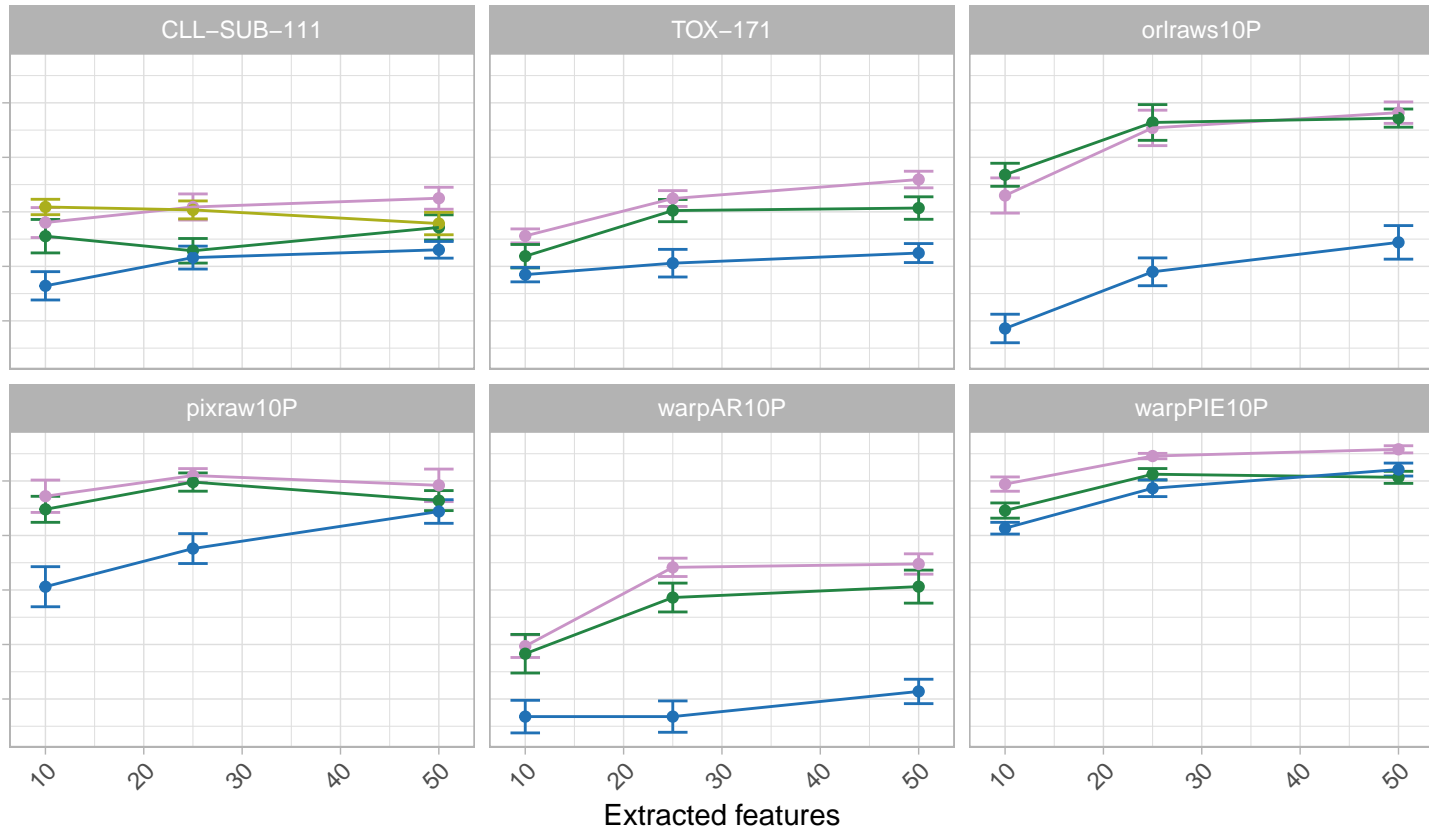 CLL−SUB−111 TOX−171 orlraws10P
pixraw10P warpAR10P warpPIE10P
10 20 30 40 50 10 20 30 40 50 10 20 30 40 50
Extracted features